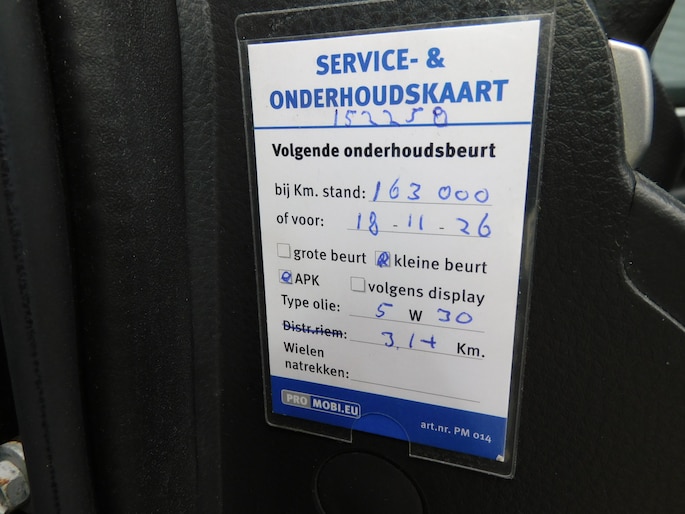 SERVICE- &
ONDERHOUDSKAART
152250
Volgende onderhoudsbeurt
bij Km. stand: 163 000
of voor: 18-11-26
grote beurt kleine beurt
APK volgens display
Type olie: 5 W 30
Distr.riem: 3,1+ Km.
Wielen
natrekken:
PRO MOBI.EU
art.nr. PM 014